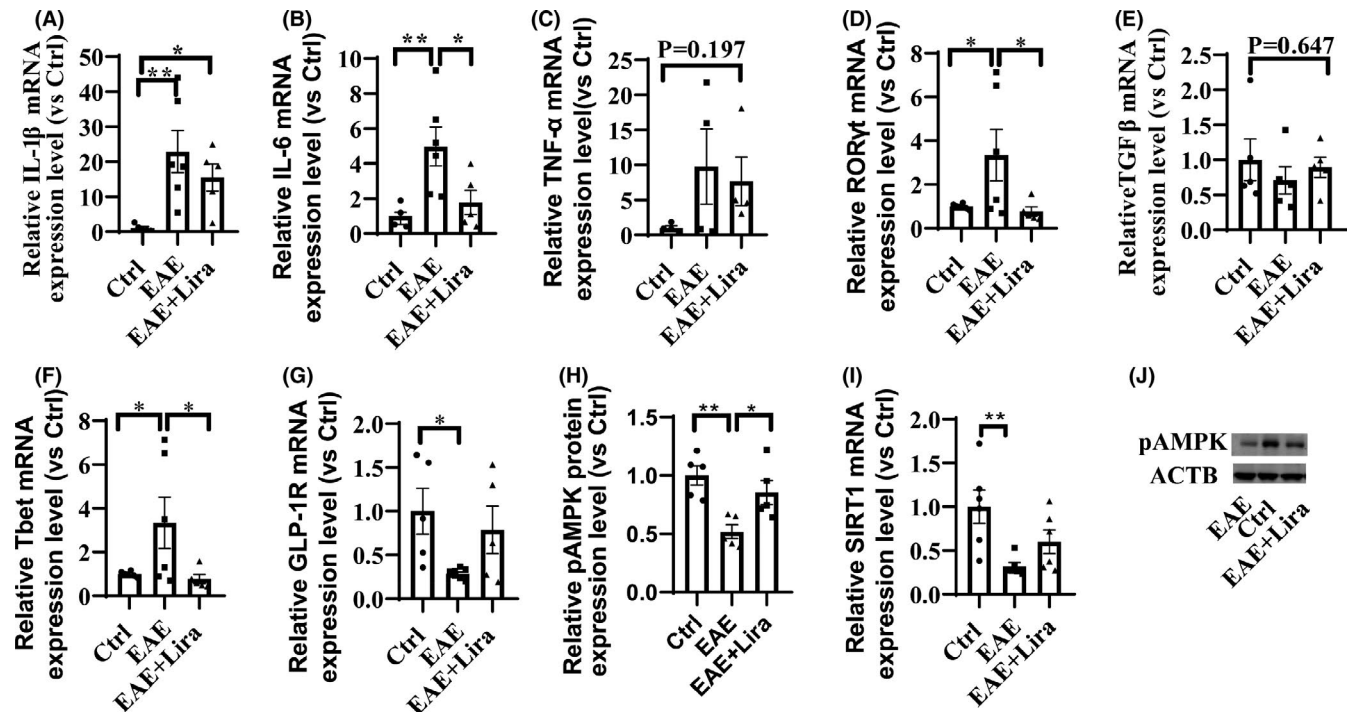 (A)
Relative IL-1β mRNA
expression level (vs Ctrl)
50
40
30
20
10
0
*
**
Ctrl
EAE
EAE+Lira
(B)
Relative IL-6 mRNA
expression level (vs Ctrl)
10
8
6
4
2
0
**
*
Ctrl
EAE
EAE+Lira
(C)
Relative TNF-α mRNA
expression level(vs Ctrl)
25
20
15
10
5
0
P=0.197
Ctrl
EAE
EAE+Lira
(D)
Relative RORγt mRNA
expression level (vs Ctrl)
8
6
4
2
0
*
*
Ctrl
EAE
EAE+Lira
(E)
RelativeTGFβ mRNA
expression level (vs Ctrl)
2.5
2.0
1.5
1.0
0.5
0.0
P=0.647
Ctrl
EAE
EAE+Lira
(F)
Relative Tbet mRNA
expression level (vs Ctrl)
8
6
4
2
0
*
*
Ctrl
EAE
EAE+Lira
(G)
Relative GLP-1R mRNA
expression level (vs Ctrl)
2.0
1.5
1.0
0.5
0.0
*
Ctrl
EAE
EAE+Lira
(H)
Relative pAMPK protein
expression level (vs Ctrl)
1.5
1.0
0.5
0.0
**
*
Ctrl
EAE
EAE+Lira
(I)
Relative SIRT1 mRNA
expression level (vs Ctrl)
2.0
1.5
1.0
0.5
0.0
**
Ctrl
EAE
EAE+Lira
(J)
pAMPK
ACTB
EAE
Ctrl
EAE+Lira